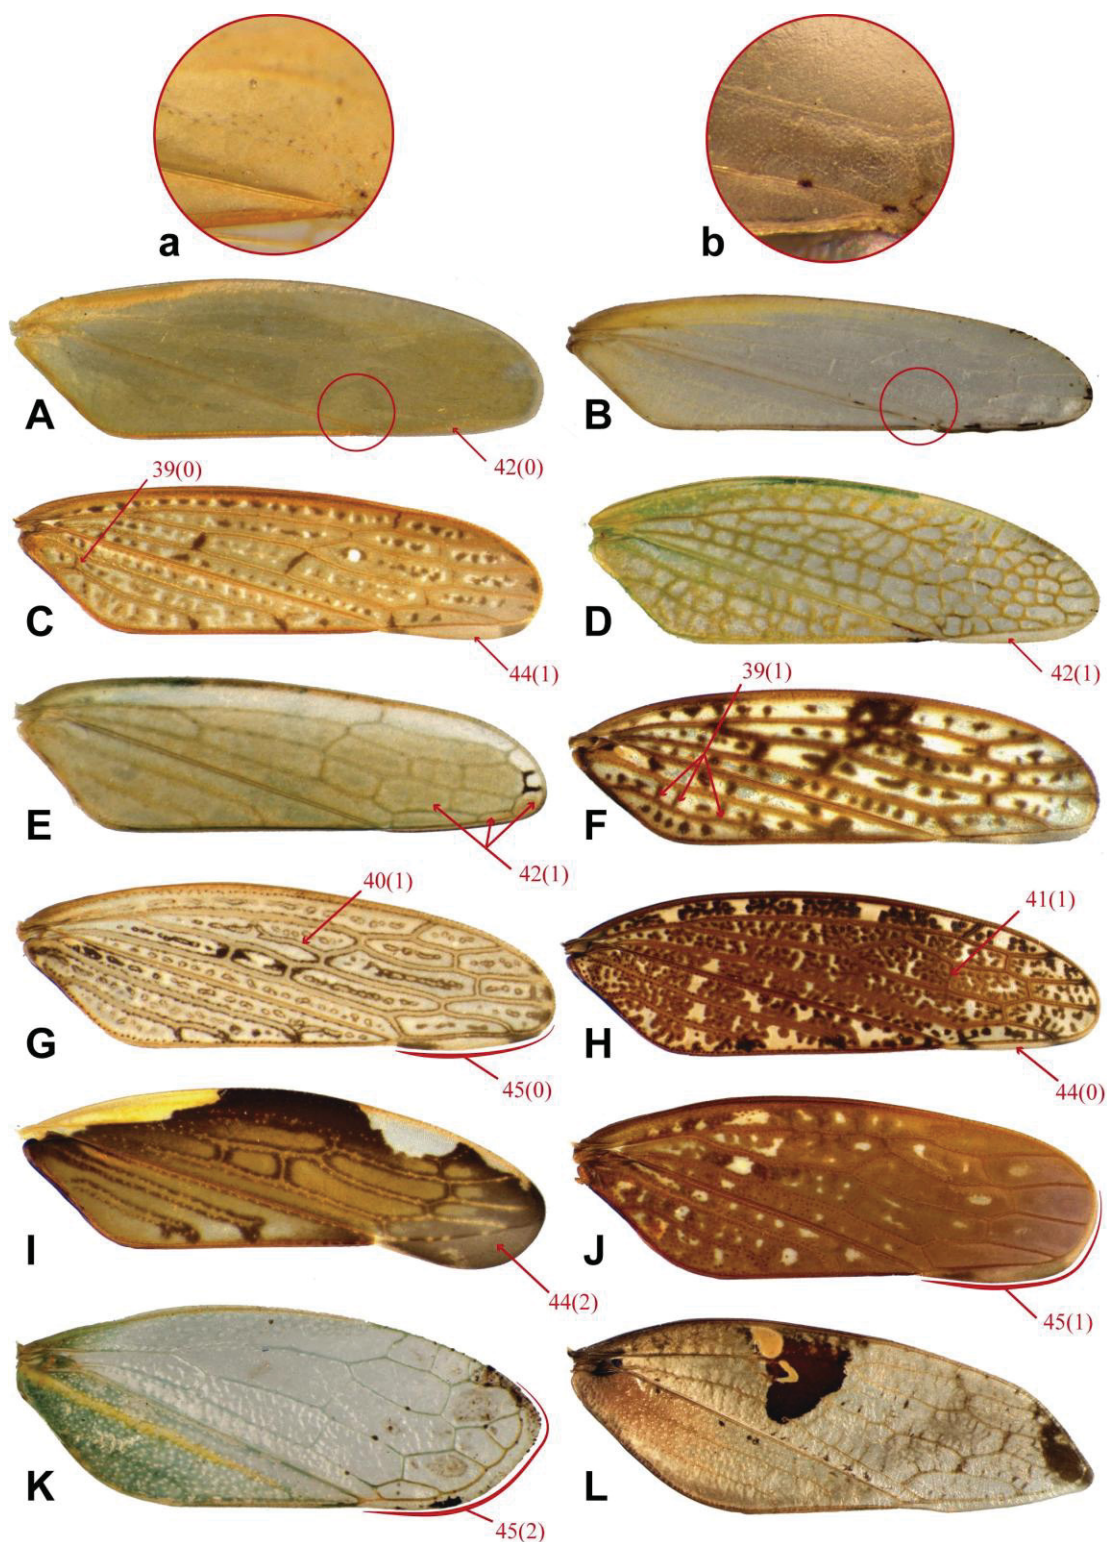 a
b
A
42(0)
B
39(0)
C
44(1)
D
42(1)
E
42(1)
39(1)
F
40(1)
G
45(0)
41(1)
H
44(0)
I
44(2)
J
45(1)
K
45(2)
L